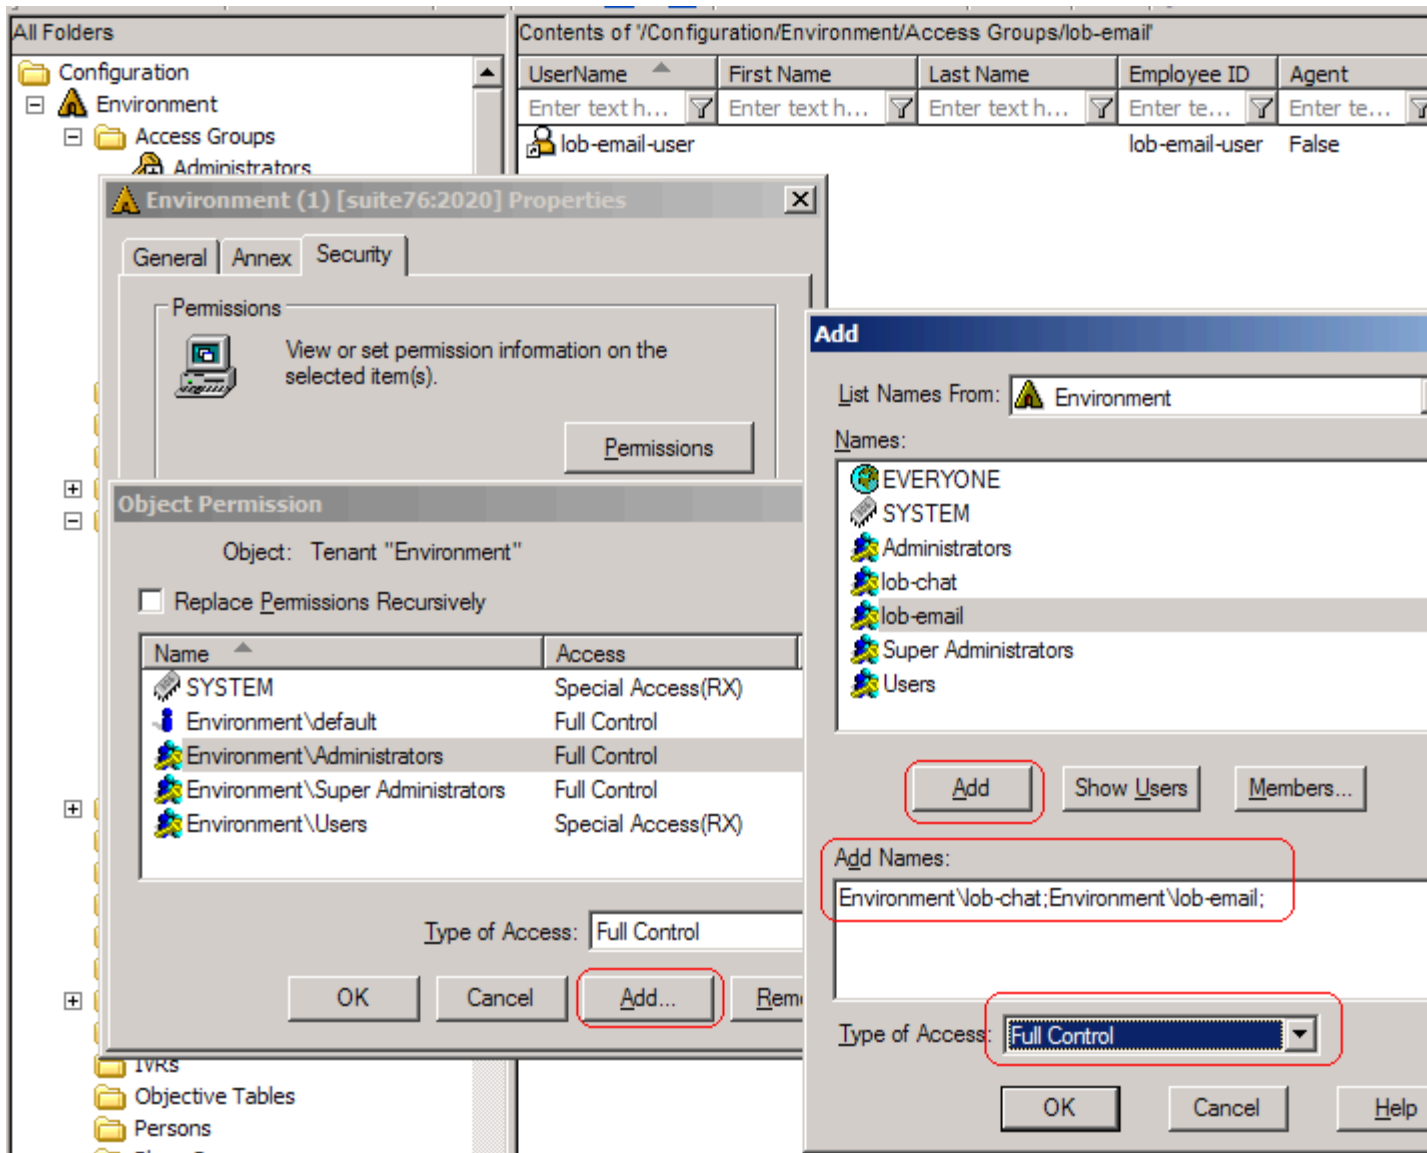 All Folders
Contents of "/Configuration/Environment/Access Groups/lob-email'
Configuration
Environment
Access Groups
Administrators
UserName First Name Last Name Employee ID Agent
Enter text h... Enter text h... Enter text h... Enter te... Enter te...
lob-email-user lob-email-user False
Environment (1) [suite76:2020] Properties
General Annex Security
Permissions
View or set permission information on the
selected item(s).
Permissions
Object Permission
Object: Tenant "Environment"
Replace Permissions Recursively
Name Access
SYSTEM Special Access(RX)
Environment\default Full Control
Environment\Administrators Full Control
Environment\Super Administrators Full Control
Environment\Users Special Access(RX)
Type of Access: Full Control
OK Cancel Add...
IVRs
Objective Tables
Persons
Add
List Names From: Environment
Names:
EVERYONE
SYSTEM
Administrators
lob-chat
lob-email
Super Administrators
Users
Add Show Users Members...
Add Names:
Environment\lob-chat;Environment\lob-email;
Type of Access: Full Control
OK Cancel Help